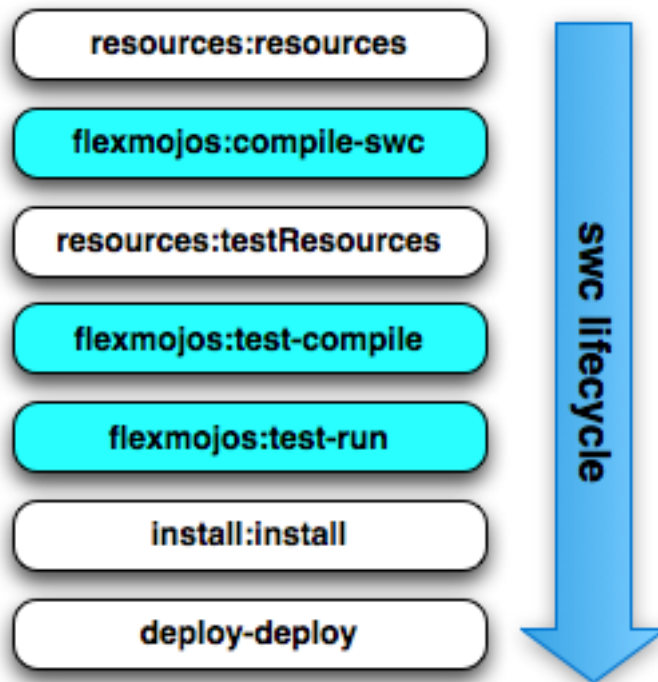 resources:resources
flexmojos:compile-swc
resources:testResources
flexmojos:test-compile
flexmojos:test-run
install:install
deploy-deploy
swc lifecycle